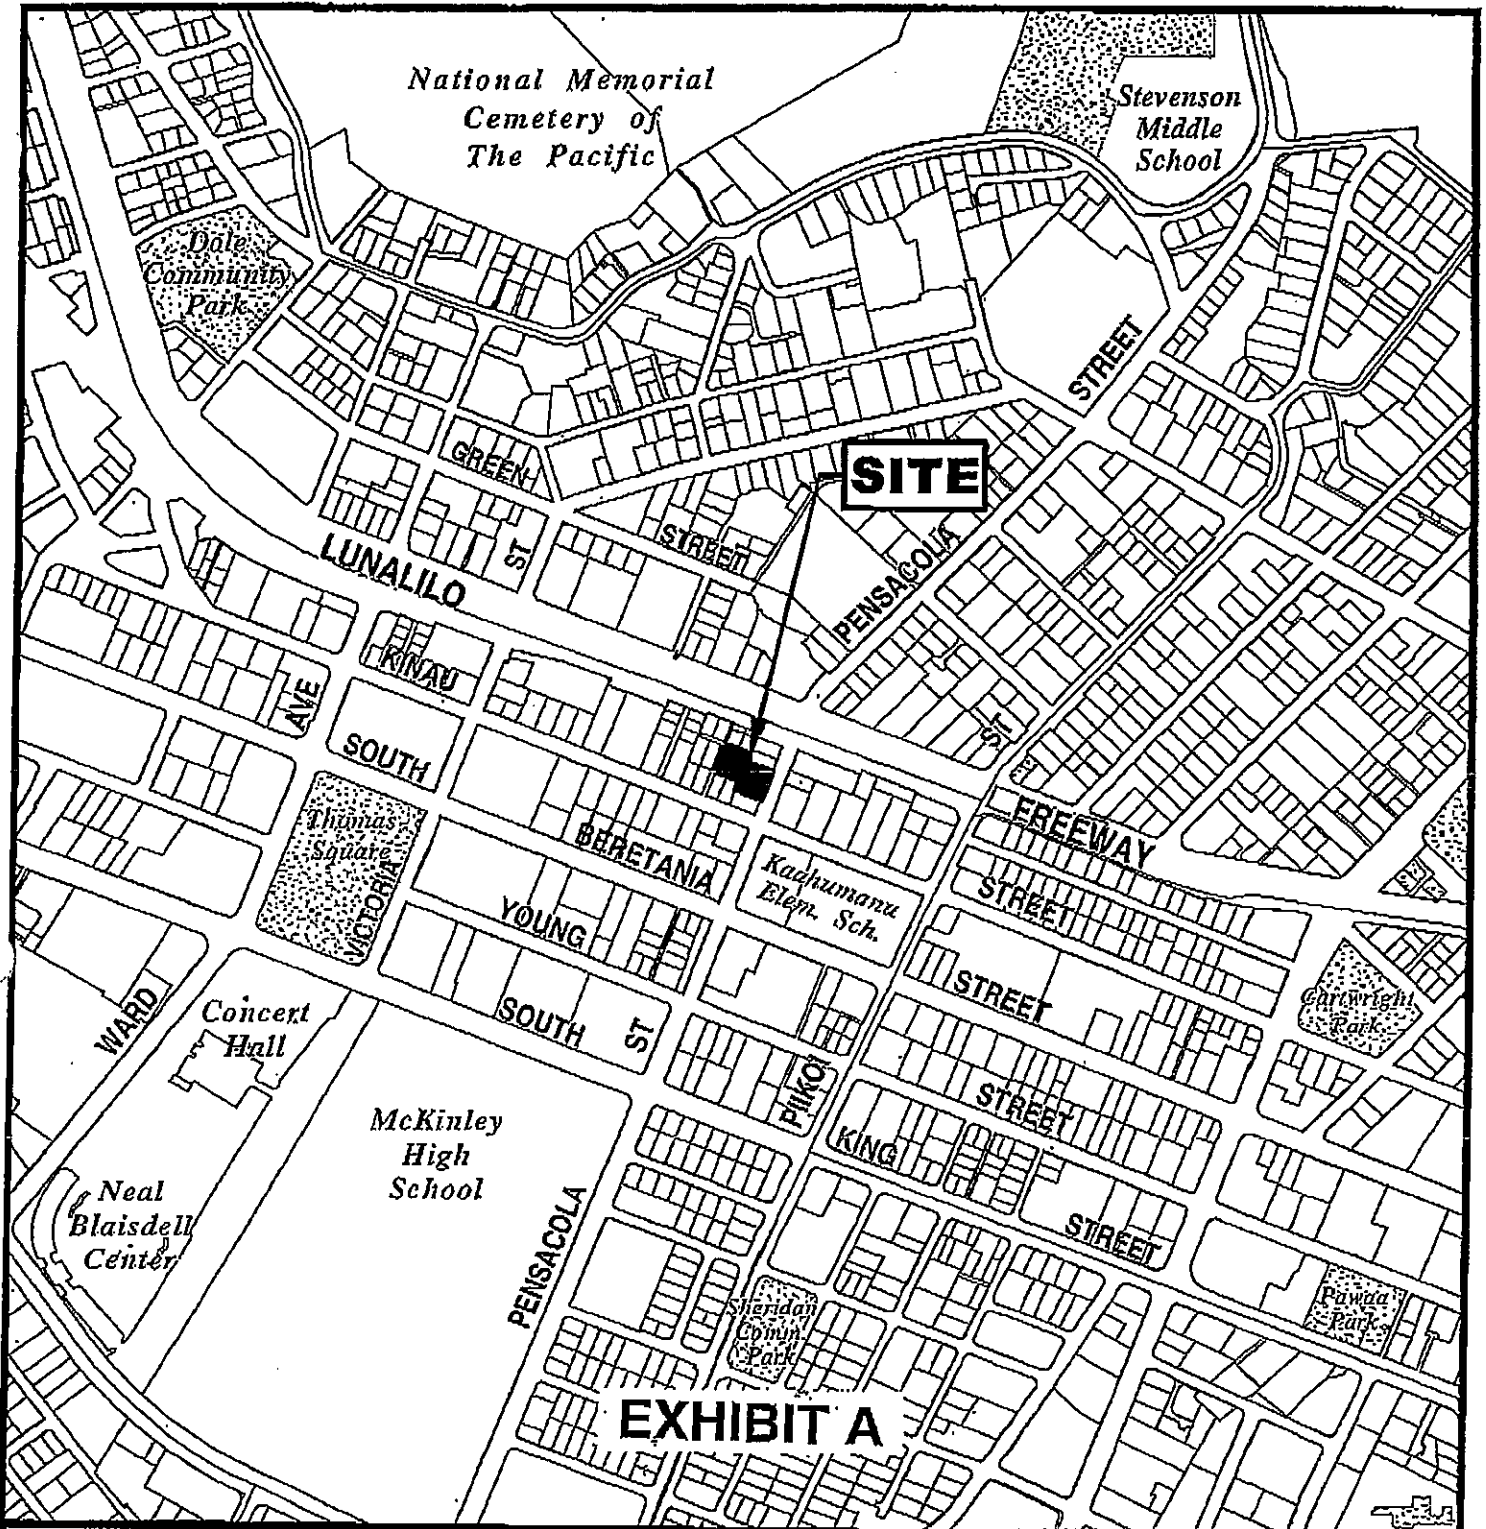 National Memorial
Cemetery of
The Pacific
Stevenson
Middle
School
Dole
Community
Park
STREET
GREEN
SITE
STREET
ST
LUNALILO
PENSACOLA
KINAU
AVE
ST
SOUTH
FREEWAY
Thomas
Square
BERETANIA
Kaahumanu
Elem. Sch.
STREET
VICTORIA
YOUNG
STREET
Cartwright
Park
WARD
Concert
Hall
SOUTH
ST
PIIKOI
STREET
McKinley
High
School
KING
Neal
Blaisdell
Center
STREET
PENSACOLA
Sheridan
Comm.
Park
Pawaa
Park
EXHIBIT A